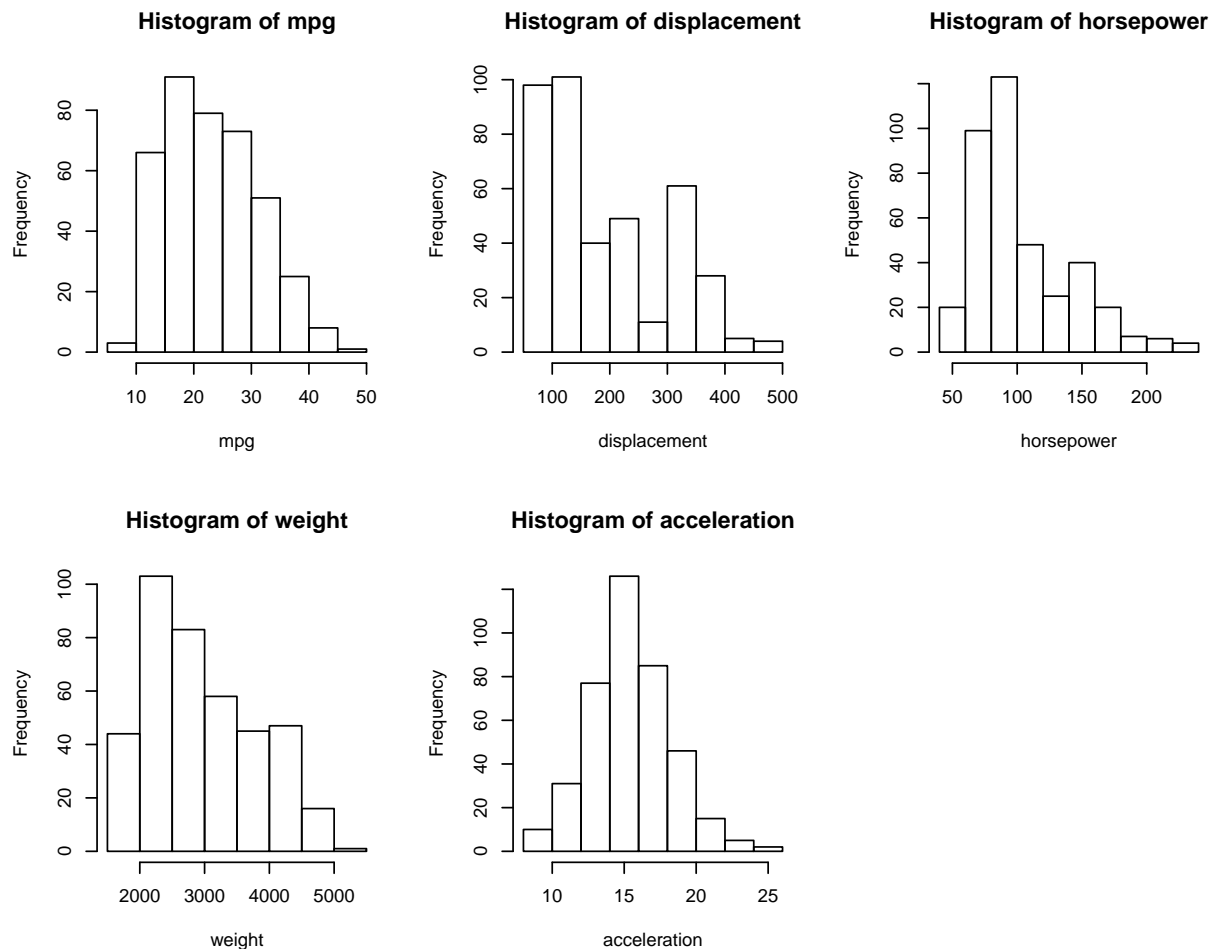 Histogram of mpg
Frequency
0 20 40 60 80
10 20 30 40 50
mpg
Histogram of displacement
Frequency
0 20 40 60 80 100
100 200 300 400 500
displacement
Histogram of horsepower
Frequency
0 20 40 60 80 100
50 100 150 200
horsepower
Histogram of weight
Frequency
0 20 40 60 80 100
2000 3000 4000 5000
weight
Histogram of acceleration
Frequency
0 20 40 60 80 100
10 15 20 25
acceleration